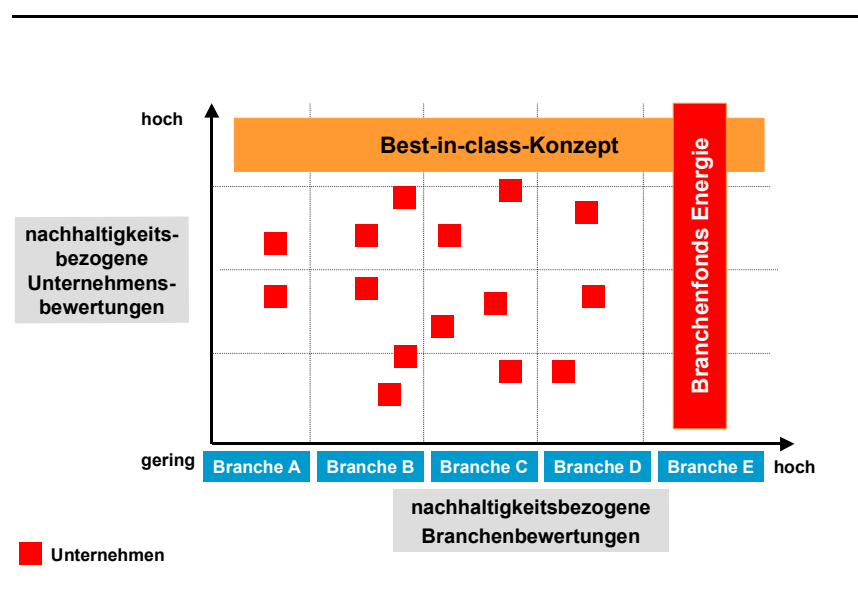 hoch
Best-in-class-Konzept
Branchenfonds Energie
nachhaltigkeits-
bezogene
Unternehmens-
bewertungen
gering
Branche A
Branche B
Branche C
Branche D
Branche E
hoch
nachhaltigkeitsbezogene
Branchenbewertungen
Unternehmen